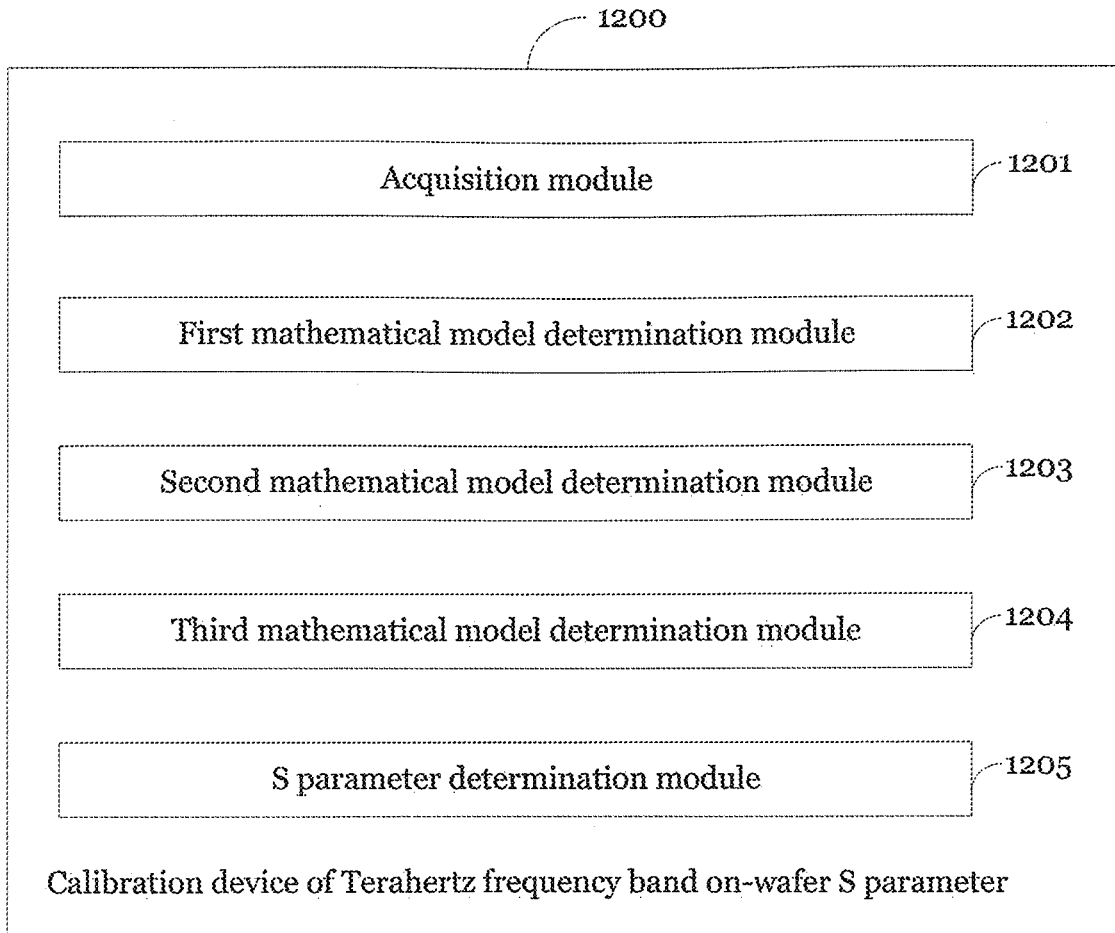 1200
Acquisition module
1201
First mathematical model determination module
1202
Second mathematical model determination module
1203
Third mathematical model determination module
1204
S parameter determination module
1205
Calibration device of Terahertz frequency band on-wafer S parameter